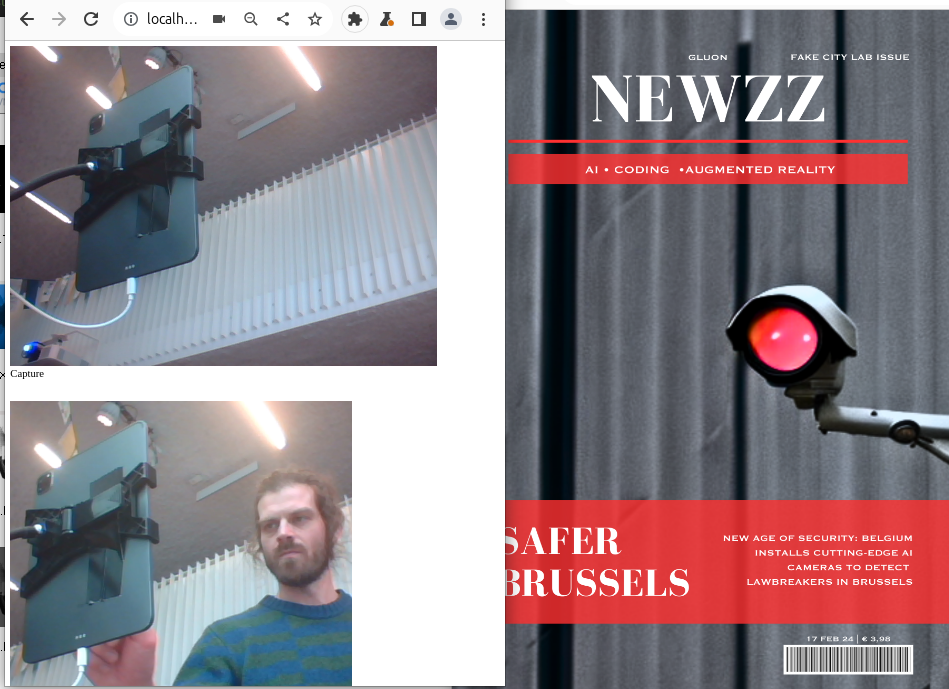 localh...
Capture
GLUON
FAKE CITY LAB ISSUE
NEWZZ
AI • CODING •AUGMENTED REALITY
SAFER
BRUSSELS
NEW AGE OF SECURITY: BELGIUM
INSTALLS CUTTING-EDGE AI
CAMERAS TO DETECT
LAWBREAKERS IN BRUSSELS
17 FEB 24 | € 3,98